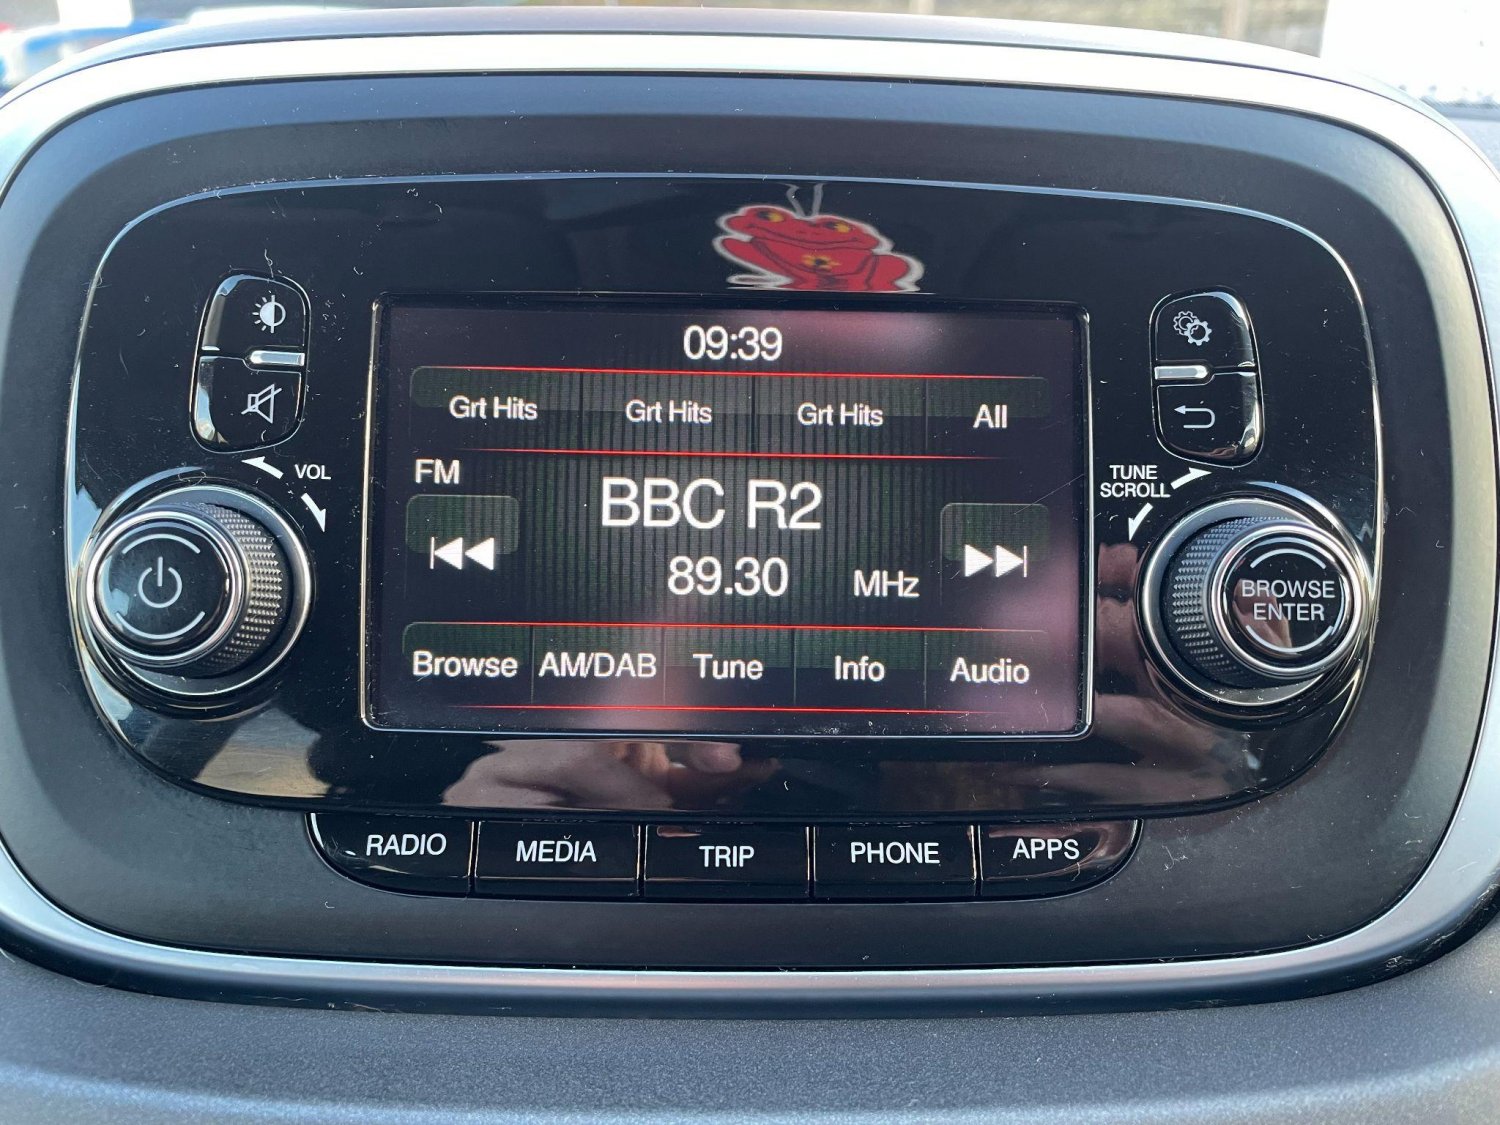 09:39
Grt Hits Grt Hits Grt Hits All
FM
BBC R2
89.30 MHz
Browse AM/DAB Tune Info Audio
VOL
TUNE
SCROLL
BROWSE
ENTER
RADIO MEDIA TRIP PHONE APPS